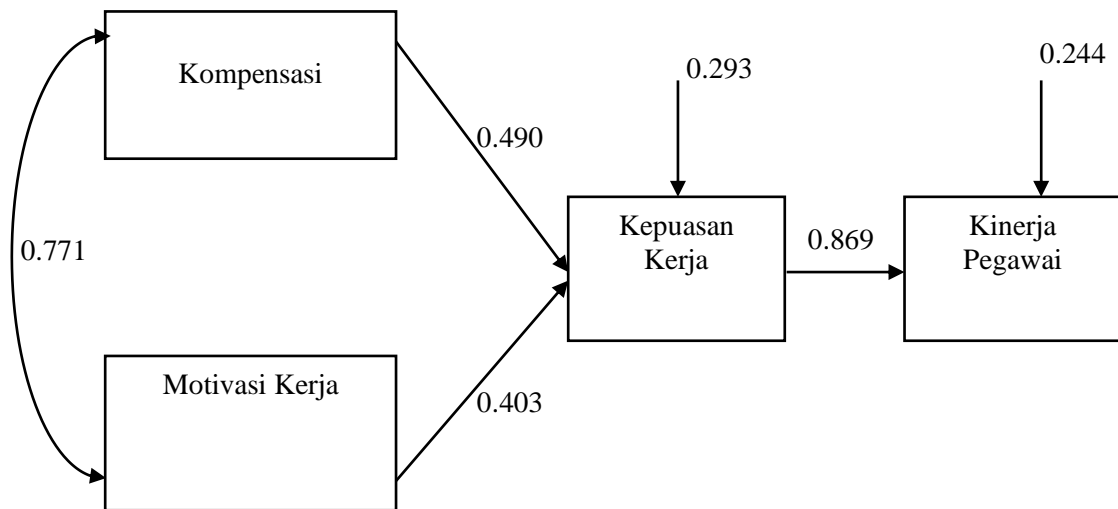 Kompensasi
0.293
0.244
0.490
Kepuasan
Kerja
Kinerja
Pegawai
0.869
0.771
Motivasi Kerja
0.403